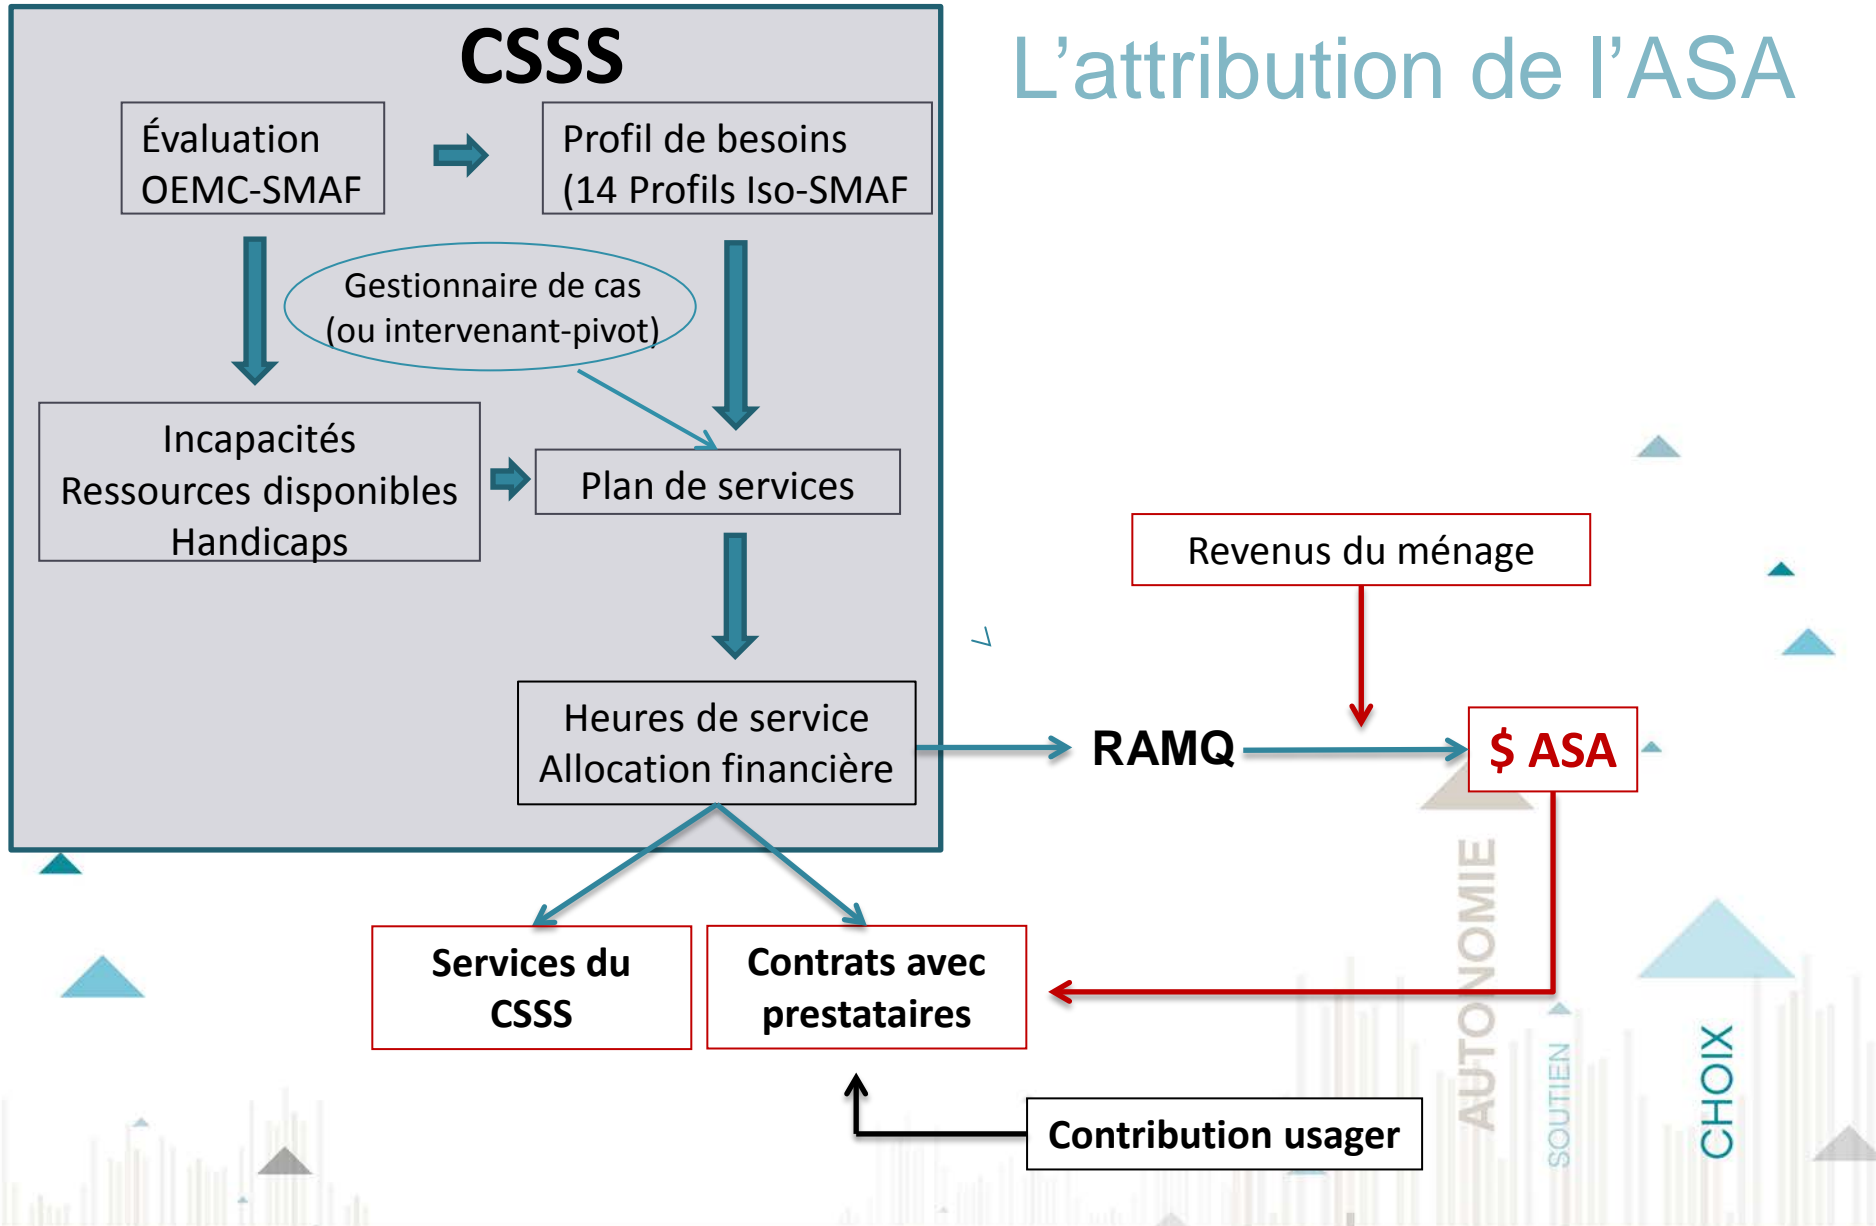 CSSS
L’attribution de l’ASA
Évaluation
OEMC-SMAF
Profil de besoins
(14 Profils Iso-SMAF
Gestionnaire de cas
(ou intervenant-pivot)
Incapacités
Ressources disponibles
Handicaps
Plan de services
Revenus du ménage
Heures de service
Allocation financière
RAMQ
$ ASA
Services du
CSSS
Contrats avec
prestataires
Contribution usager
AUTONOMIE
SOUTIEN
CHOIX